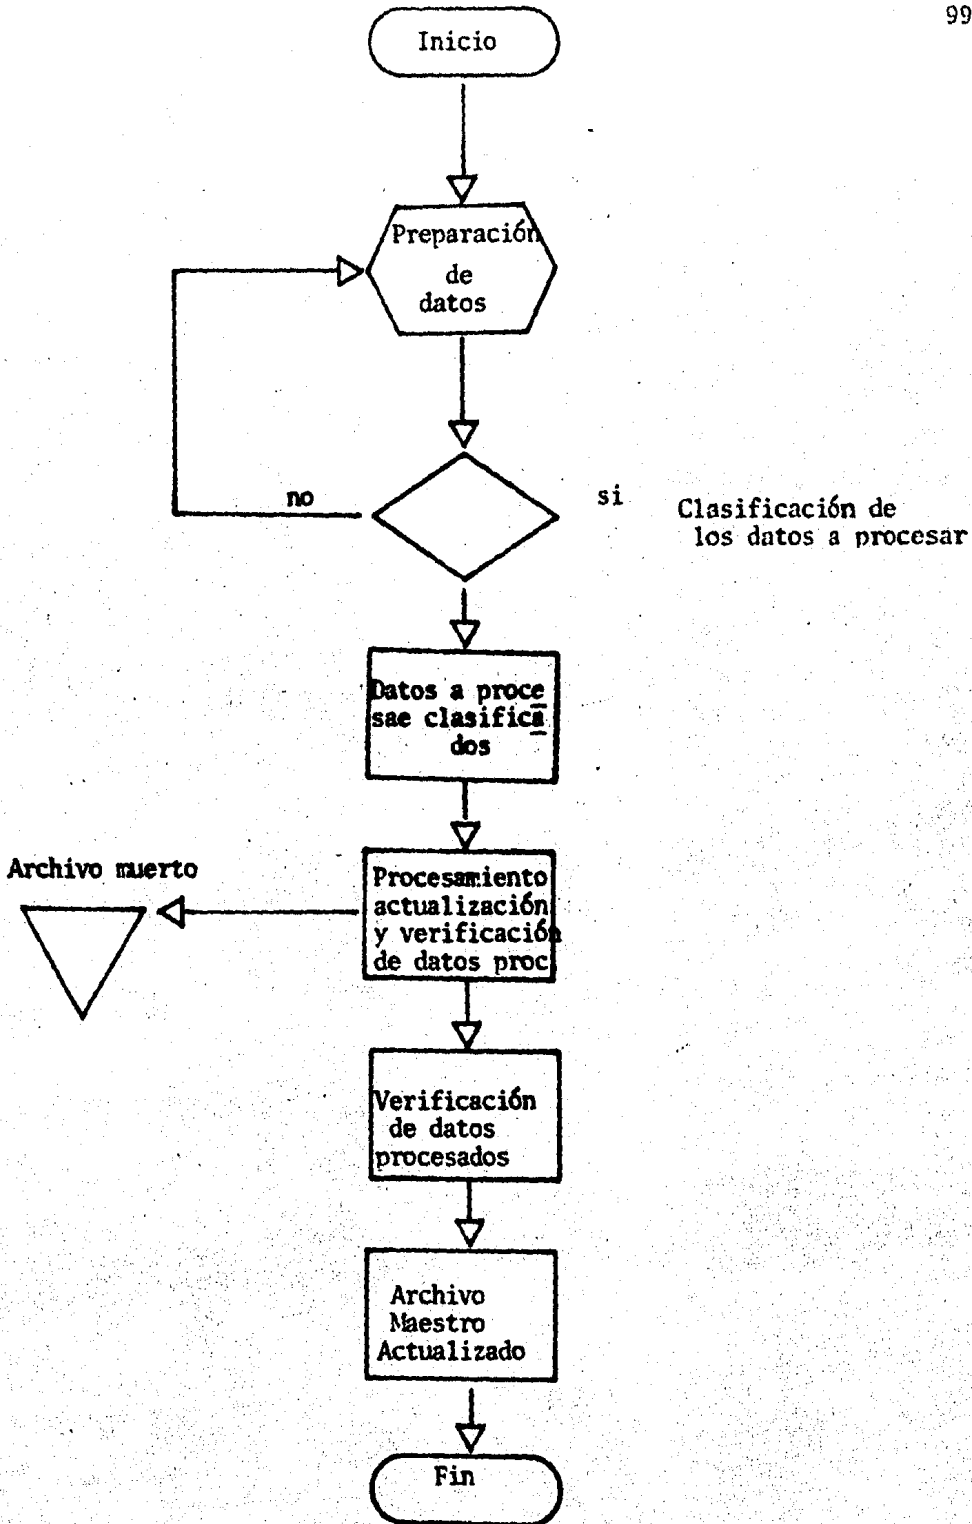 99
Inicio
Preparación
de
datos
no
si
Clasificación de
los datos a procesar
Datos a proce
sae clasifica
dos
Archivo muerto
Procesamiento
actualización
y verificación
de datos proc.
Verificación
de datos
procesados
Archivo
Maestro
Actualizado
Fin